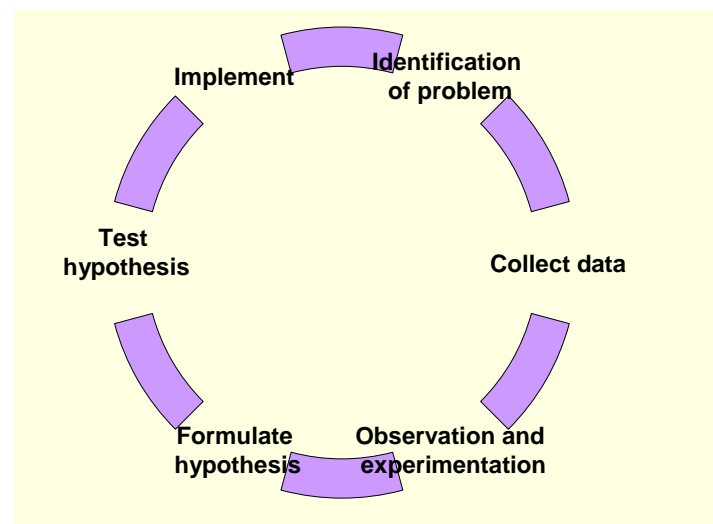 Identification
of problem
Collect data
Observation and
experimentation
Formulate
hypothesis
Test
hypothesis
Implement